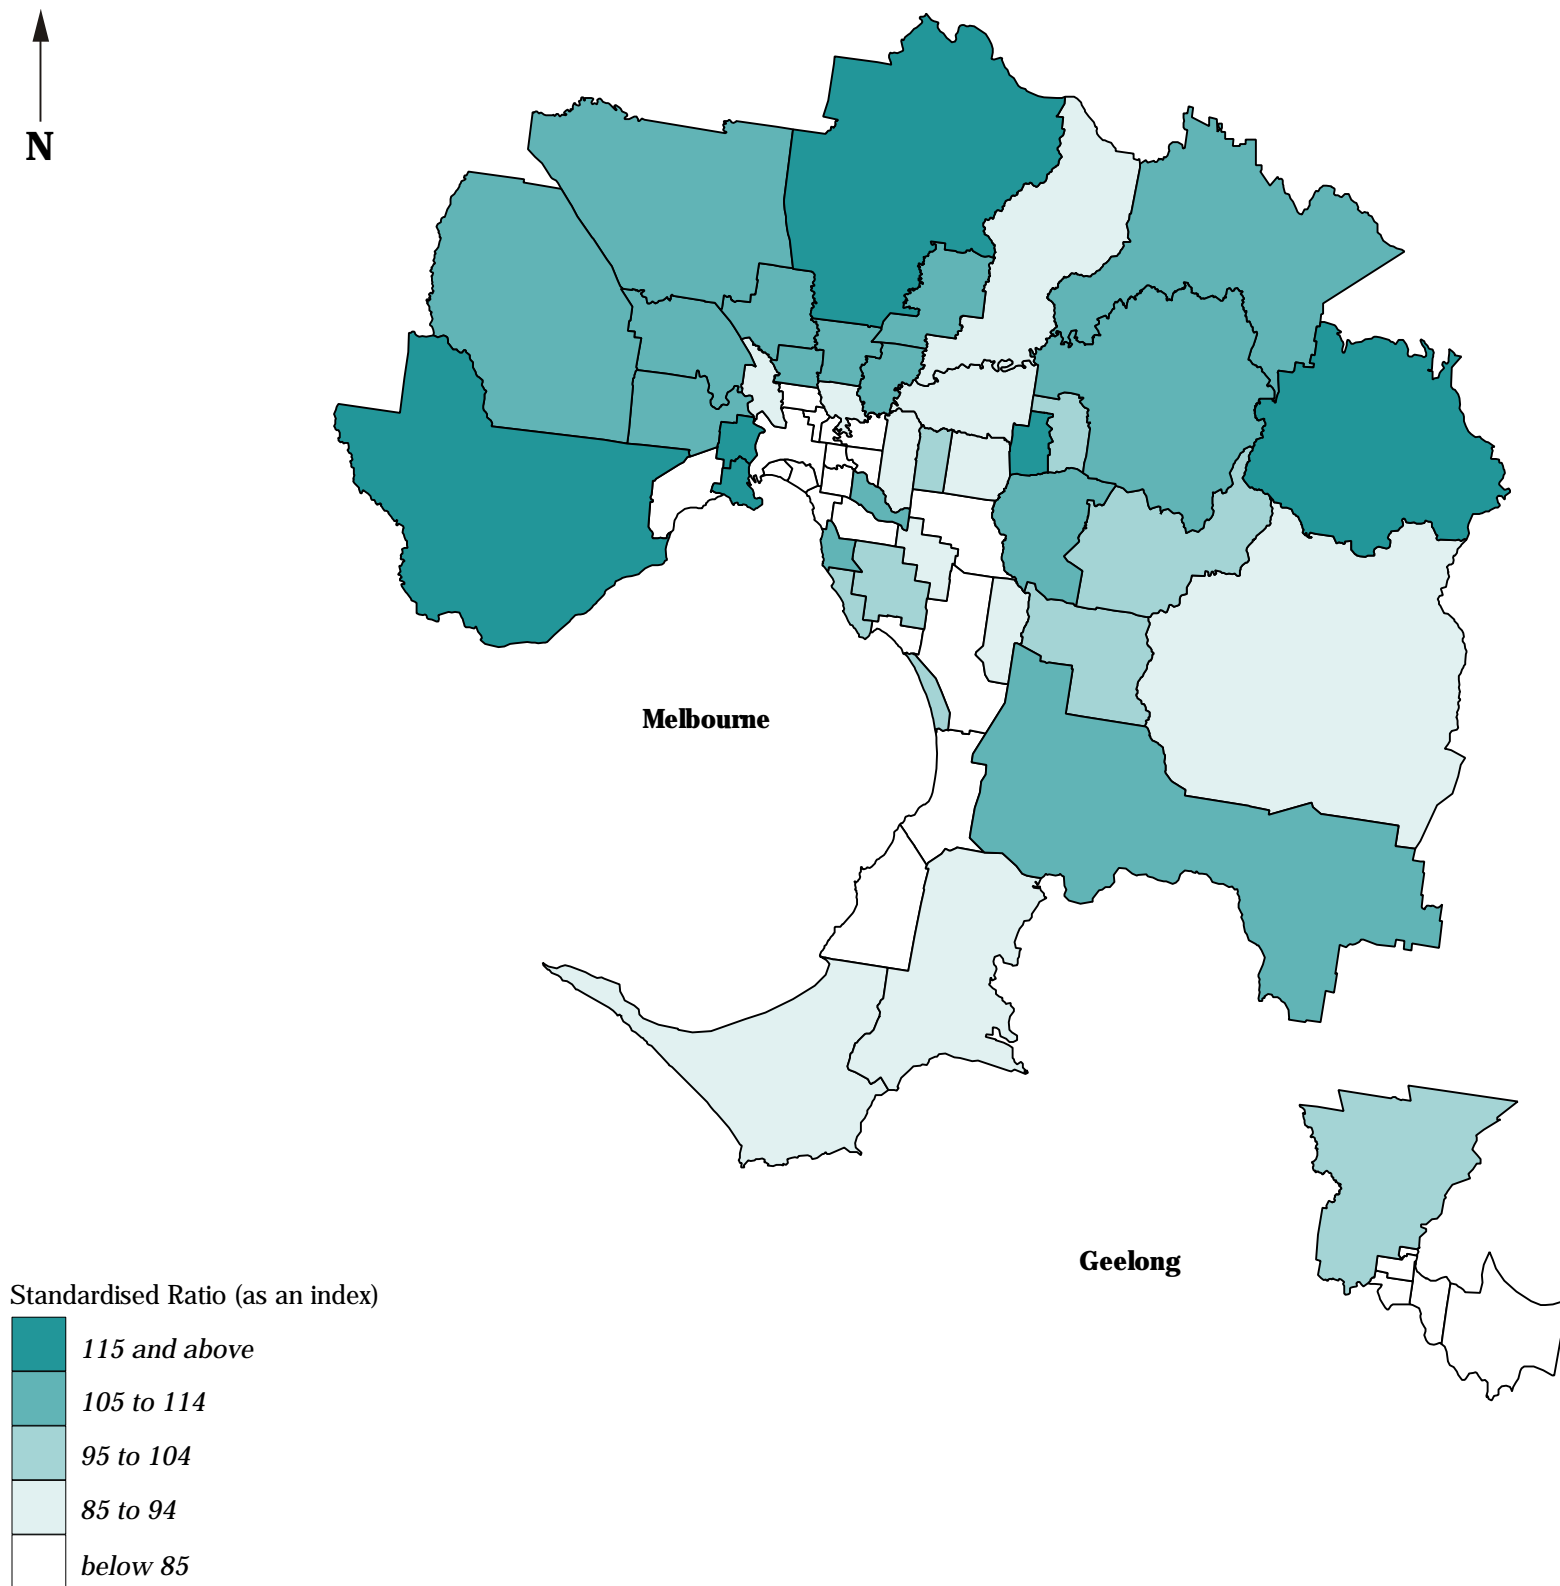 N
Melbourne
Geelong
Standardised Ratio (as an index)
115 and above
105 to 114
95 to 104
85 to 94
below 85